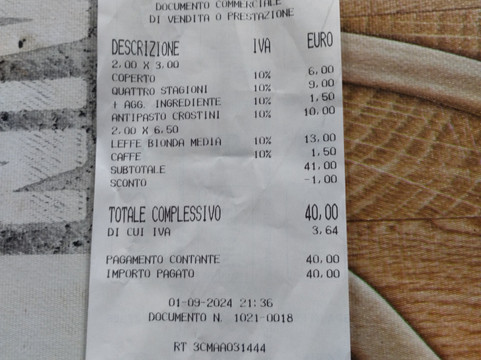 DOCUMENTO COMMERCIALE
DI VENDITA O PRESTAZIONE
DESCRIZIONE IVA EURO
2,00 X 3,00
COPERTO 10% 6,00
QUATTRO STAGIONI 10% 9,00
+ AGG. INGREDIENTE 10% 1,50
ANTIPASTO CROSTINI 10% 10,00
2,00 X 6,50
LEFFE BIONDA MEDIA 10% 13,00
CAFFE 10% 1,50
SUBTOTALE 41,00
SCONTO -1,00
TOTALE COMPLESSIVO 40,00
DI CUI IVA 3,64
PAGAMENTO CONTANTE 40,00
IMPORTO PAGATO 40,00
01-09-2024 21:36
DOCUMENTO N. 1021-0018
RT 3CMAA031444